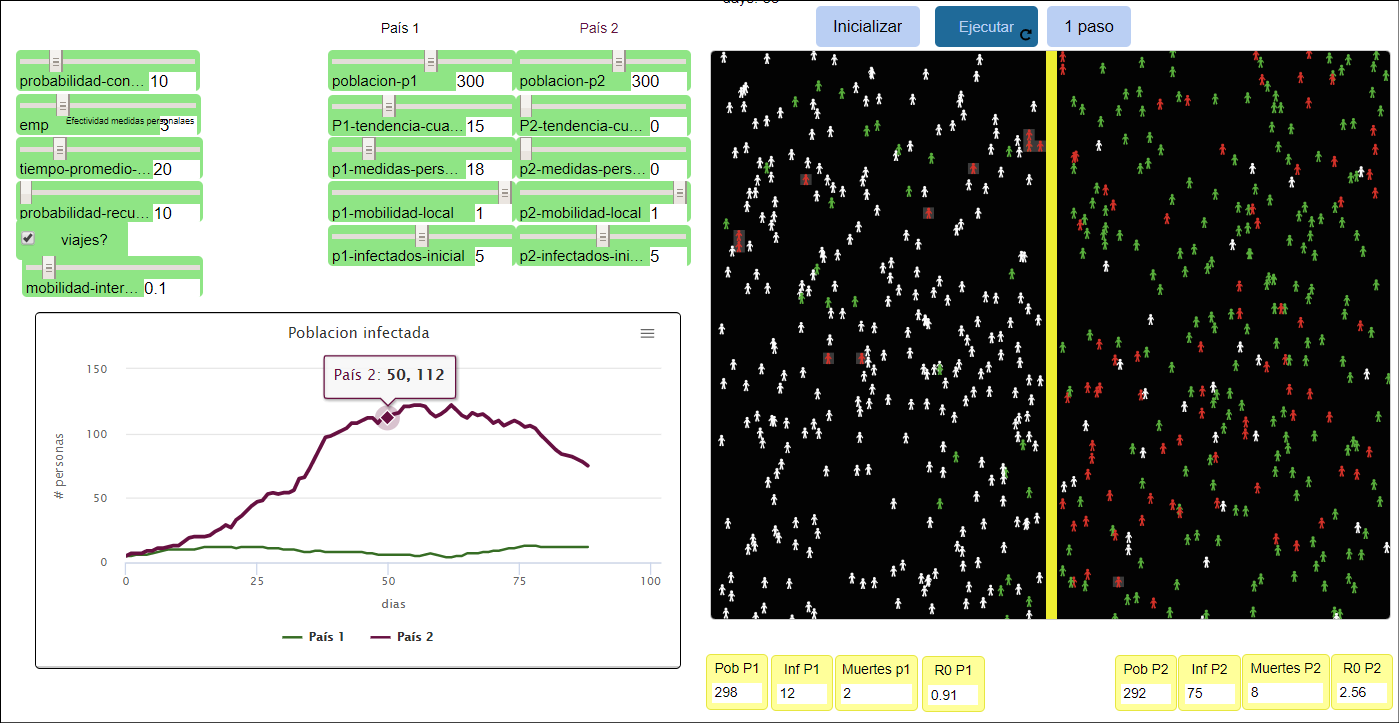 País 1
País 2
Inicializar
Ejecutar
1 paso
probabilidad-con... 10
poblacion-p1 300
poblacion-p2 300
emp
Efectividad medidas personalaes
P1-tendencia-cua... 15
P2-tendencia-cu... 0
tiempo-promedio-... 20
p1-medidas-pers... 18
p2-medidas-pers... 0
probabilidad-recu... 10
p1-mobilidad-local 1
p2-mobilidad-local 1
viajes?
p1-infectados-inicial 5
p2-infectados-ini... 5
mobilidad-inter... 0.1
Poblacion infectada
País 2: 50, 112
150
100
50
0
# personas
0 25 50 75 100
dias
País 1 País 2
Pob P1
298
Inf P1
12
Muertes p1
2
R0 P1
0.91
Pob P2
292
Inf P2
75
Muertes P2
8
R0 P2
2.56